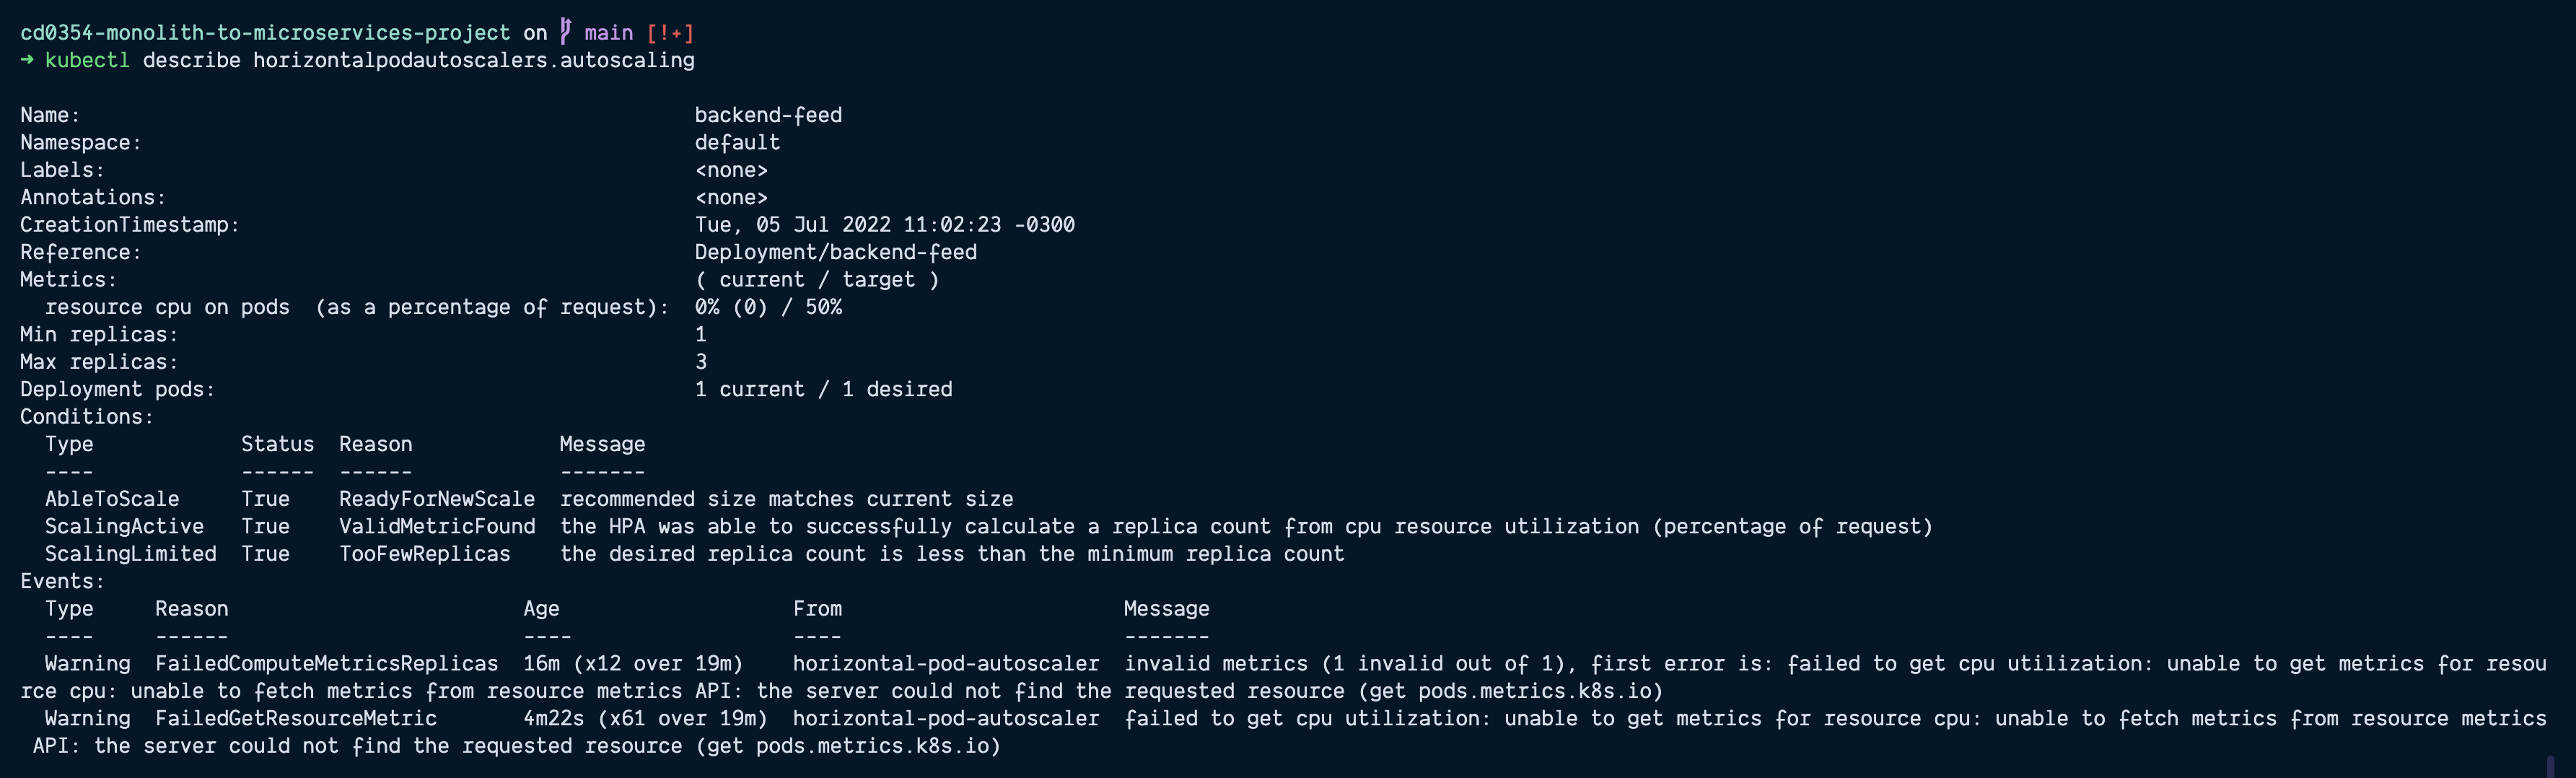 cd0354-monolith-to-microservices-project on main [!+]
→ kubectl describe horizontalpodautoscalers.autoscaling
Name: backend-feed
Namespace: default
Labels: <none>
Annotations: <none>
CreationTimestamp: Tue, 05 Jul 2022 11:02:23 -0300
Reference: Deployment/backend-feed
Metrics: ( current / target )
resource cpu on pods (as a percentage of request): 0% (0) / 50%
Min replicas: 1
Max replicas: 3
Deployment pods: 1 current / 1 desired
Conditions:
Type Status Reason Message
---- ------ ------ -------
AbleToScale True ReadyForNewScale recommended size matches current size
ScalingActive True ValidMetricFound the HPA was able to successfully calculate a replica count from cpu resource utilization (percentage of request)
ScalingLimited True TooFewReplicas the desired replica count is less than the minimum replica count
Events:
Type Reason Age From Message
---- ------ ---- ---- -------
Warning FailedComputeMetricsReplicas 16m (x12 over 19m) horizontal-pod-autoscaler invalid metrics (1 invalid out of 1), first error is: failed to get cpu utilization: unable to get metrics for resou
rce cpu: unable to fetch metrics from resource metrics API: the server could not find the requested resource (get pods.metrics.k8s.io)
Warning FailedGetResourceMetric 4m22s (x61 over 19m) horizontal-pod-autoscaler failed to get cpu utilization: unable to get metrics for resource cpu: unable to fetch metrics from resource metrics
API: the server could not find the requested resource (get pods.metrics.k8s.io)